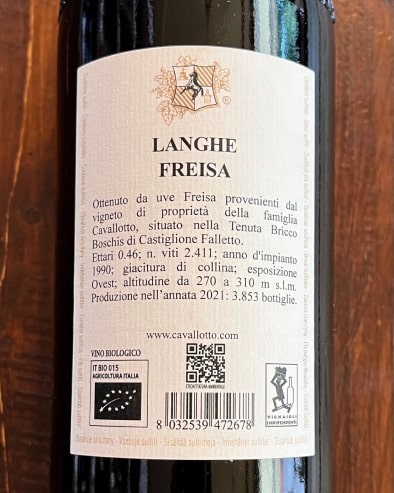 LANGHE
FREISA
Ottenuto da uve Freisa provenienti dal
vigneto di proprietà della famiglia
Cavallotto, situato nella Tenuta Bricco
Boschis di Castiglione Falletto.
Ettari 0.46; n. viti 2.411; anno d'impianto
1990; giacitura di collina; esposizione
Ovest; altitudine da 270 a 310 m s.l.m.
Produzione nell'annata 2021: 3.853 bottiglie.
www.cavallotto.com
VINO BIOLOGICO
IT BIO 015
AGRICOLTURA ITALIA
ETICHETTATURA AMBIENTALE
8 032539 472678
VIGNAIOLI
INDIPENDENTI